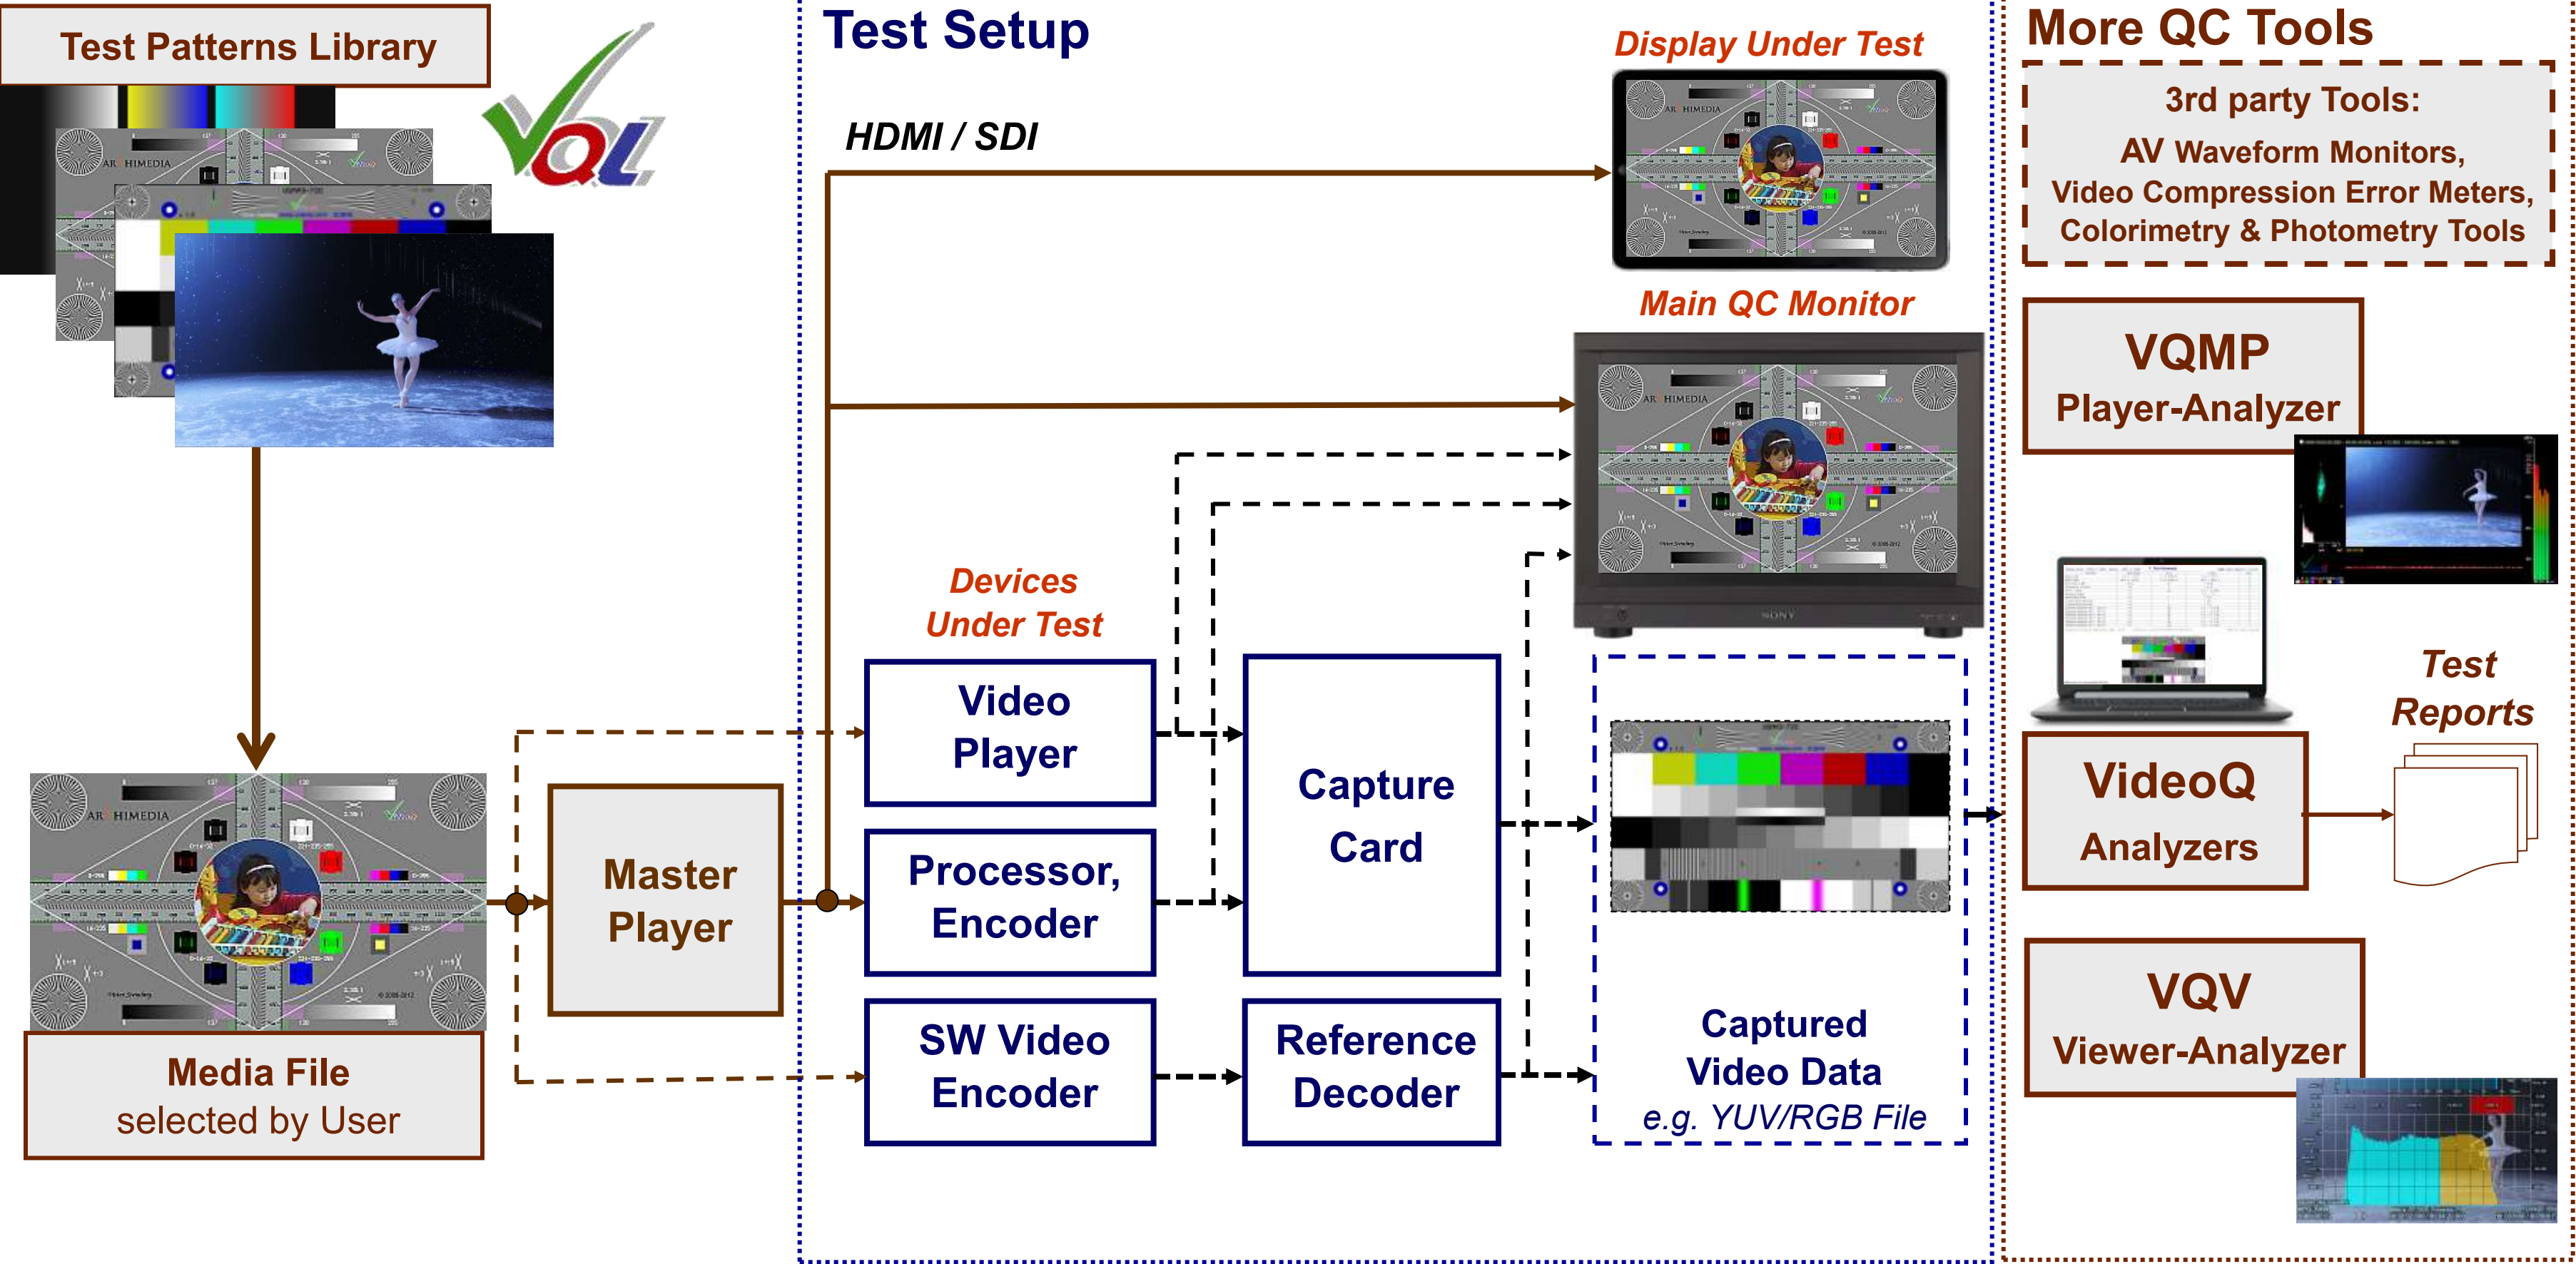 Test Patterns Library
VQL
Test Setup
HDMI / SDI
Display Under Test
Main QC Monitor
Devices
Under Test
Video
Player
Processor,
Encoder
SW Video
Encoder
Capture
Card
Reference
Decoder
Captured
Video Data
e.g. YUV/RGB File
Master
Player
Media File
selected by User
ARCHIMEDIA
SONY
More QC Tools
3rd party Tools:
AV Waveform Monitors,
Video Compression Error Meters,
Colorimetry & Photometry Tools
VQMP
Player-Analyzer
Test
Reports
VideoQ
Analyzers
VQV
Viewer-Analyzer